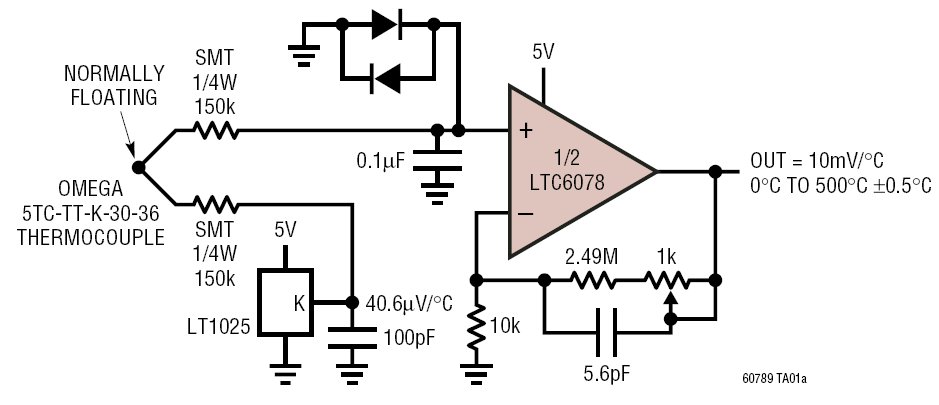 NORMALLY
FLOATING
SMT
1/4W
150k
5V
+
1/2
LTC6078
–
OUT = 10mV/°C
0°C TO 500°C ±0.5°C
0.1µF
OMEGA
5TC-TT-K-30-36
THERMOCOUPLE
SMT
1/4W
150k
5V
K
LT1025
40.6µV/°C
100pF
10k
2.49M
1k
5.6pF
60789 TA01a